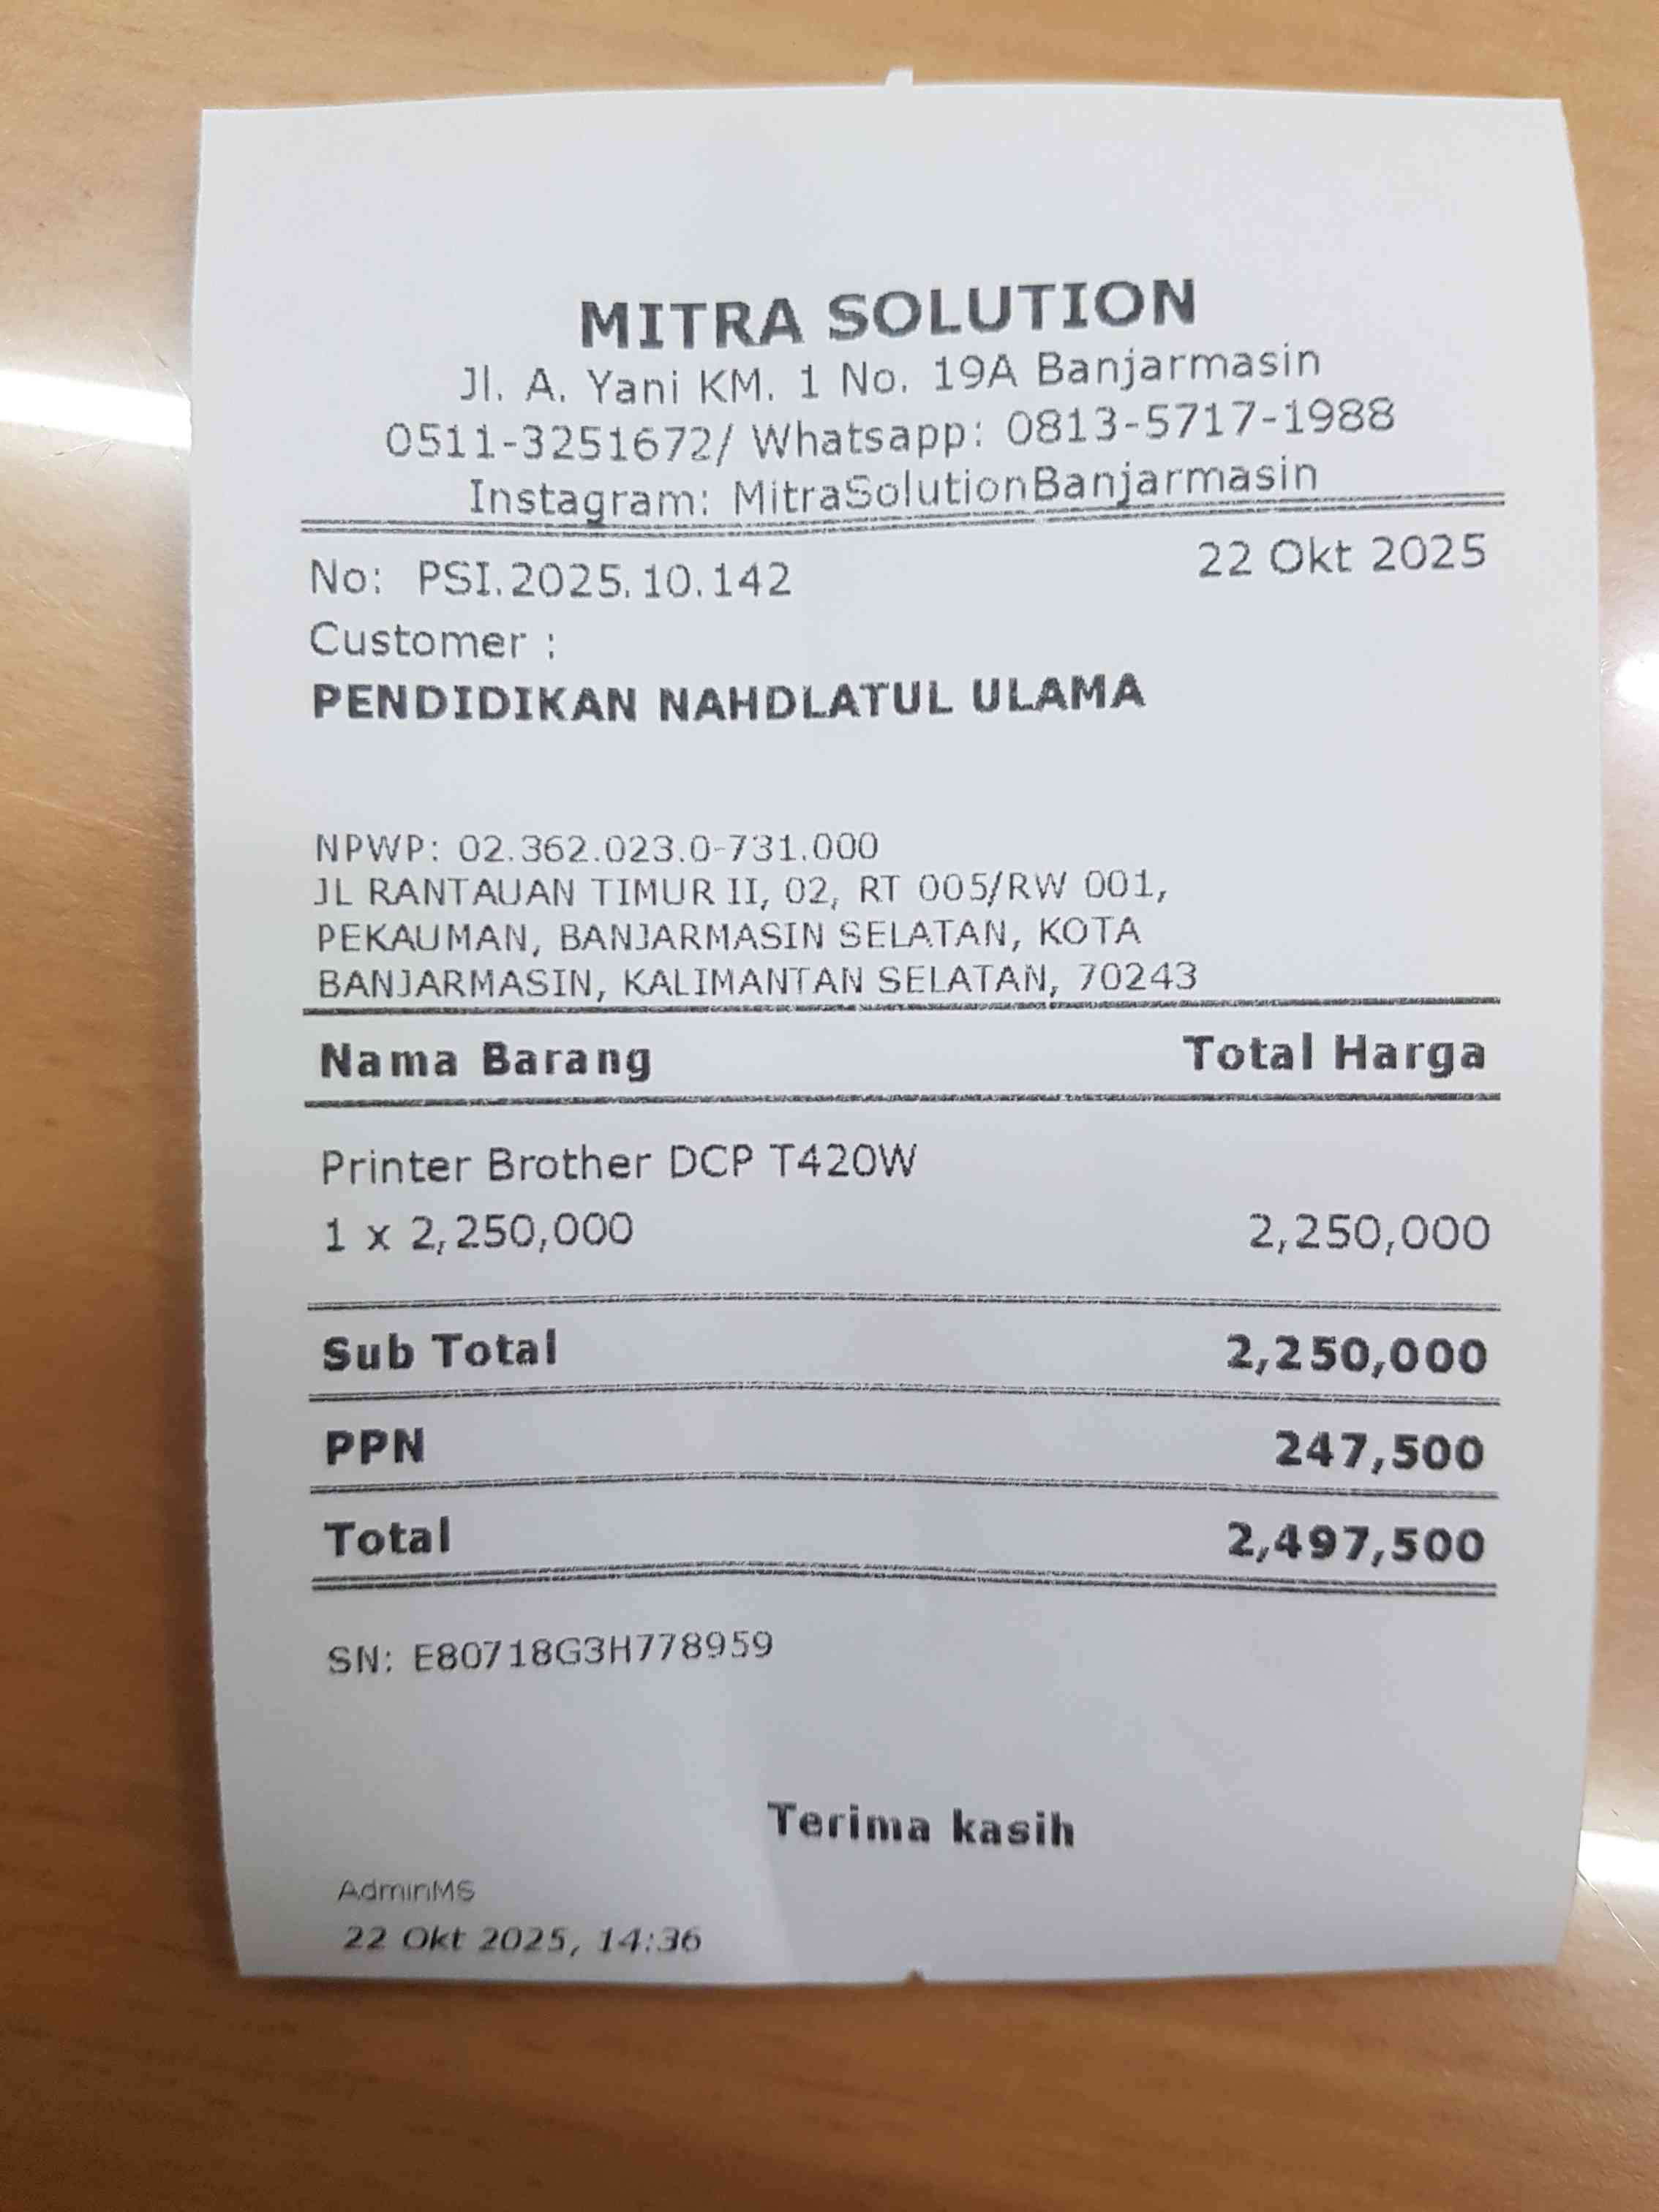 MITRA SOLUTION
Jl. A. Yani KM. 1 No. 19A Banjarmasin
0511-3251672/ Whatsapp: 0813-5717-1988
Instagram: MitraSolutionBanjarmasin
No: PSI.2025.10.142 22 Okt 2025
Customer :
PENDIDIKAN NAHDLATUL ULAMA
NPWP: 02.362.023.0-731.000
JL RANTAUAN TIMUR II, 02, RT 005/RW 001,
PEKAUMAN, BANJARMASIN SELATAN, KOTA
BANJARMASIN, KALIMANTAN SELATAN, 70243
Nama Barang Total Harga
Printer Brother DCP T420W
1 x 2,250,000 2,250,000
Sub Total 2,250,000
PPN 247,500
Total 2,497,500
SN: E80718G3H778959
Terima kasih
AdminMS
22 Okt 2025, 14:36